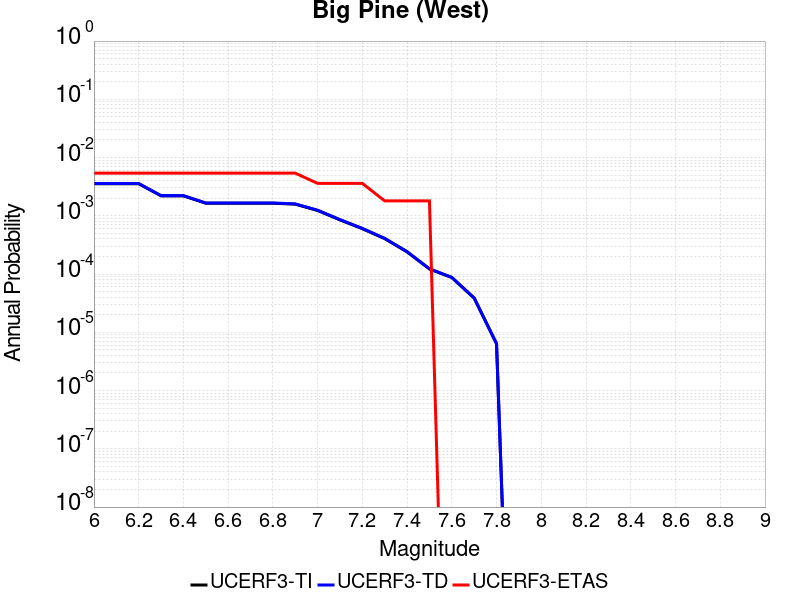 Big Pine (West)
10^0
10^-1
10^-2
10^-3
10^-4
10^-5
10^-6
10^-7
10^-8
Annual Probability
6 6.2 6.4 6.6 6.8 7 7.2 7.4 7.6 7.8 8 8.2 8.4 8.6 8.8 9
Magnitude
UCERF3-TI UCERF3-TD UCERF3-ETAS